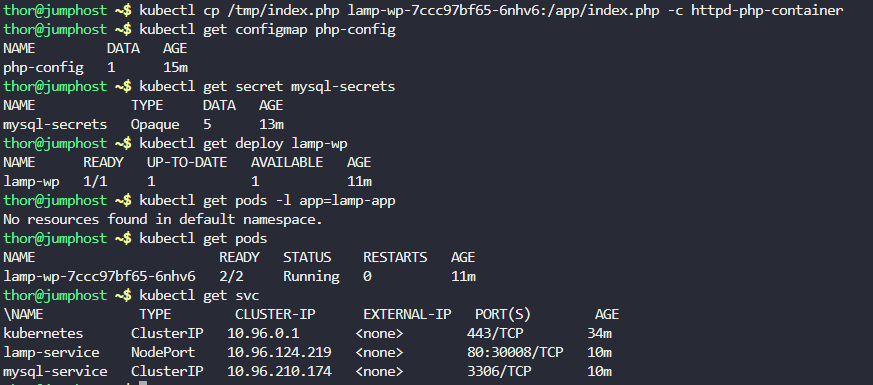 thor@jumphost ~$ kubectl cp /tmp/index.php lamp-wp-7ccc97bf65-6nhv6:/app/index.php -c httpd-php-container
thor@jumphost ~$ kubectl get configmap php-config
NAME         DATA   AGE
php-config   1      15m
thor@jumphost ~$ kubectl get secret mysql-secrets
NAME            TYPE     DATA   AGE
mysql-secrets   Opaque   5      13m
thor@jumphost ~$ kubectl get deploy lamp-wp
NAME      READY   UP-TO-DATE   AVAILABLE   AGE
lamp-wp   1/1     1            1           11m
thor@jumphost ~$ kubectl get pods -l app=lamp-app
No resources found in default namespace.
thor@jumphost ~$ kubectl get pods
NAME                       READY   STATUS    RESTARTS   AGE
lamp-wp-7ccc97bf65-6nhv6   2/2     Running   0          11m
thor@jumphost ~$ kubectl get svc
\NAME            TYPE        CLUSTER-IP      EXTERNAL-IP   PORT(S)        AGE
kubernetes      ClusterIP   10.96.0.1       <none>        443/TCP        34m
lamp-service    NodePort    10.96.124.219   <none>        80:30008/TCP   10m
mysql-service   ClusterIP   10.96.210.174   <none>        3306/TCP       10m